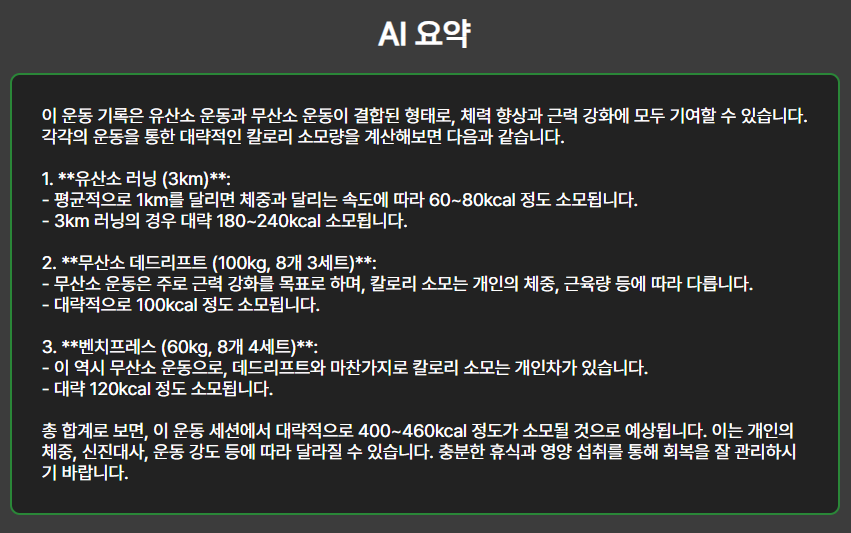 AI 요약
이 운동 기록은 유산소 운동과 무산소 운동이 결합된 형태로, 체력 향상과 근력 강화에 모두 기여할 수 있습니다.
각각의 운동을 통한 대략적인 칼로리 소모량을 계산해보면 다음과 같습니다.
1. **유산소 러닝 (3km)**:
- 평균적으로 1km를 달리면 체중과 달리는 속도에 따라 60~80kcal 정도 소모됩니다.
- 3km 러닝의 경우 대략 180~240kcal 소모됩니다.
2. **무산소 데드리프트 (100kg, 8개 3세트)**:
- 무산소 운동은 주로 근력 강화를 목표로 하며, 칼로리 소모는 개인의 체중, 근육량 등에 따라 다릅니다.
- 대략적으로 100kcal 정도 소모됩니다.
3. **벤치프레스 (60kg, 8개 4세트)**:
- 이 역시 무산소 운동으로, 데드리프트와 마찬가지로 칼로리 소모는 개인차가 있습니다.
- 대략 120kcal 정도 소모됩니다.
총 합계로 보면, 이 운동 세션에서 대략적으로 400~460kcal 정도가 소모될 것으로 예상됩니다. 이는 개인의
체중, 신진대사, 운동 강도 등에 따라 달라질 수 있습니다. 충분한 휴식과 영양 섭취를 통해 회복을 잘 관리하시
기 바랍니다.